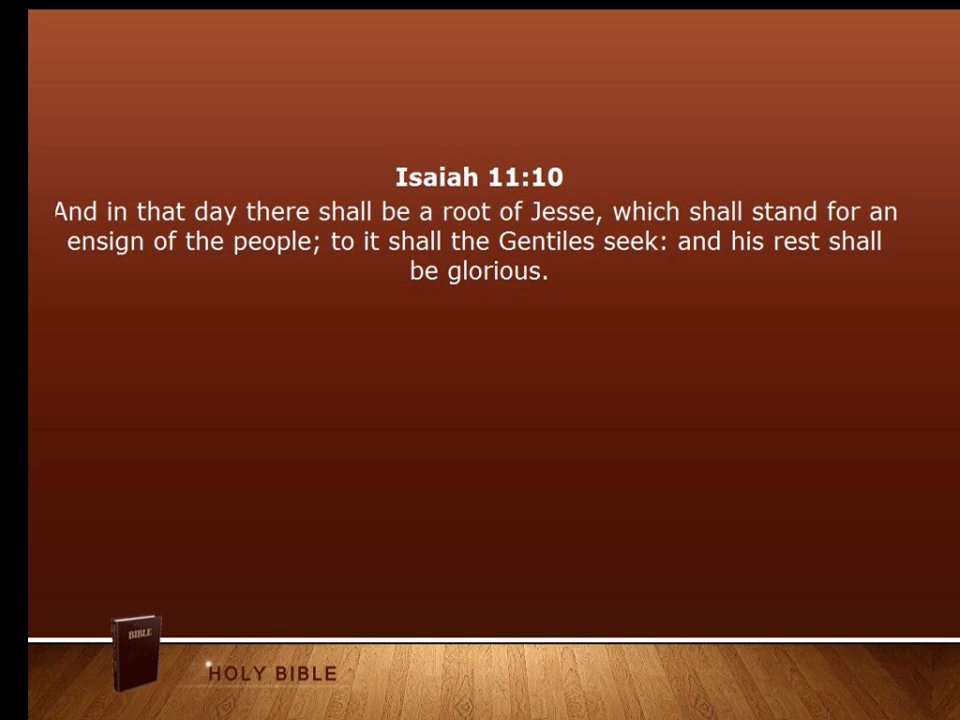 Isaiah 11:10
And in that day there shall be a root of Jesse, which shall stand for an
ensign of the people; to it shall the Gentiles seek: and his rest shall
be glorious.
BIBLE
HOLY BIBLE